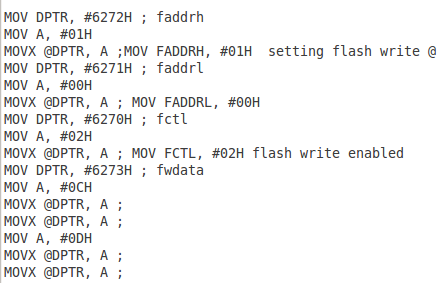 MOV DPTR, #6272H ; faddrh
MOV A, #01H
MOVX @DPTR, A ;MOV FADDRH, #01H  setting flash write @
MOV DPTR, #6271H ; faddrl
MOV A, #00H
MOVX @DPTR, A ; MOV FADDRL, #00H
MOV DPTR, #6270H ; fctl
MOV A, #02H
MOVX @DPTR, A ; MOV FCTL, #02H flash write enabled
MOV DPTR, #6273H ; fwdata
MOV A, #0CH
MOVX @DPTR, A ;
MOVX @DPTR, A ;
MOV A, #0DH
MOVX @DPTR, A ;
MOVX @DPTR, A ;